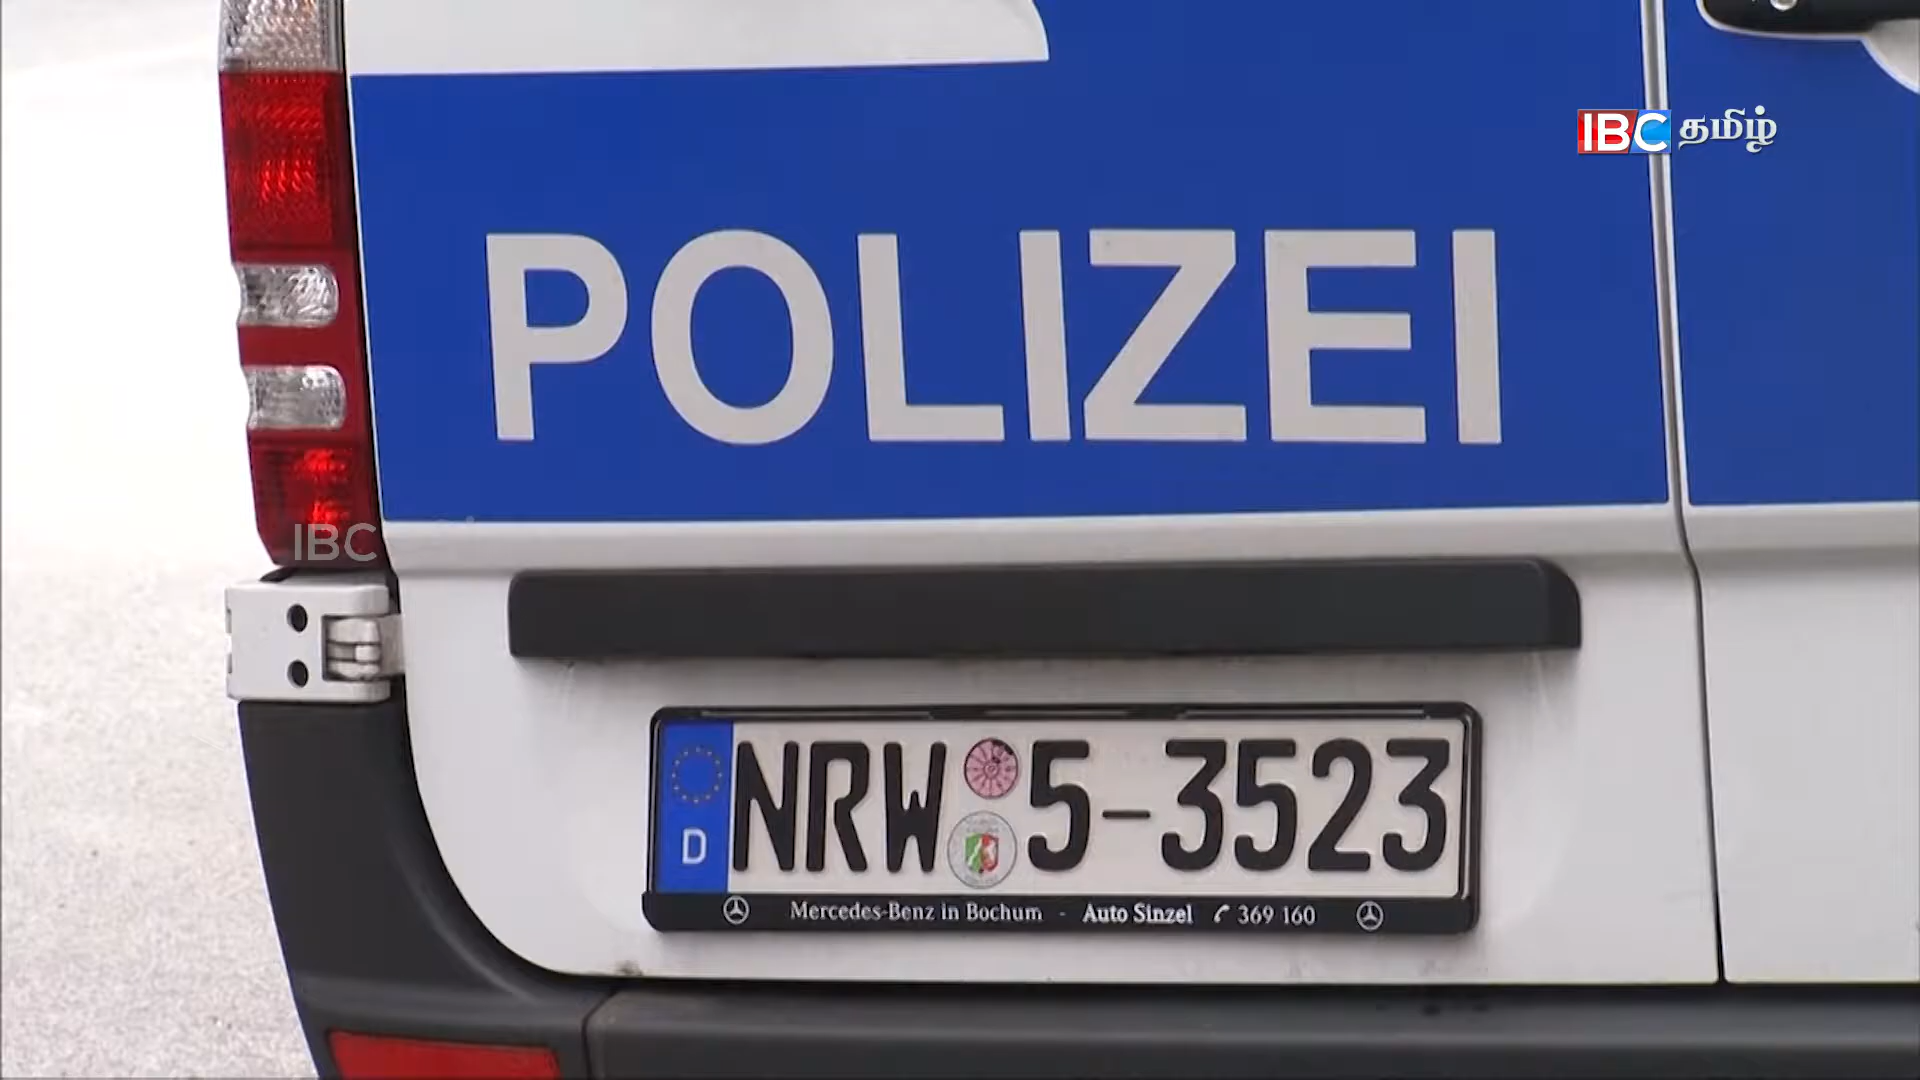 IBC தமிழ்
POLIZEI
IBC
D NRW 5-3523
Mercedes-Benz in Bochum - Auto Sinzel 369 160